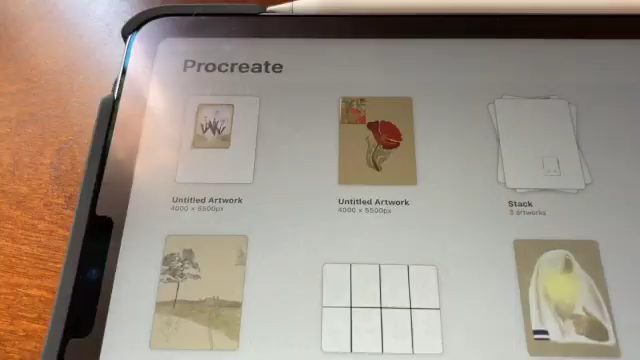 Procreate
Untitled Artwork
4000 × 5500px
Untitled Artwork
4000 × 5500px
Stack
3 artworks